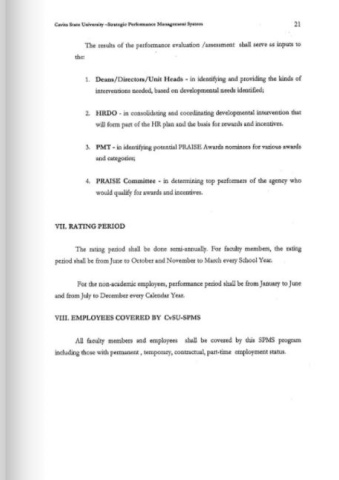 Cavite State University –Strategic Performance Management System 21
The results of the performance evaluation /assessment shall serve as inputs to
the:
1. Deans/Directors/Unit Heads - in identifying and providing the kinds of
interventions needed, based on developmental needs identified;
2. HRDO - in consolidating and coordinating developmental intervention that
will form part of the HR plan and the basis for rewards and incentives.
3. PMT - in identifying potential PRAISE Awards nominees for various awards
and categories;
4. PRAISE Committee - in determining top performers of the agency who
would qualify for awards and incentives.
VII. RATING PERIOD
The rating period shall be done semi-annually. For faculty members, the rating
period shall be from June to October and November to March every School Year.
For the non-academic employees, performance period shall be from January to June
and from July to December every Calendar Year.
VIII. EMPLOYEES COVERED BY CvSU-SPMS
All faculty members and employees shall be covered by this SPMS program
including those with permanent , temporary, contractual, part-time employment status.